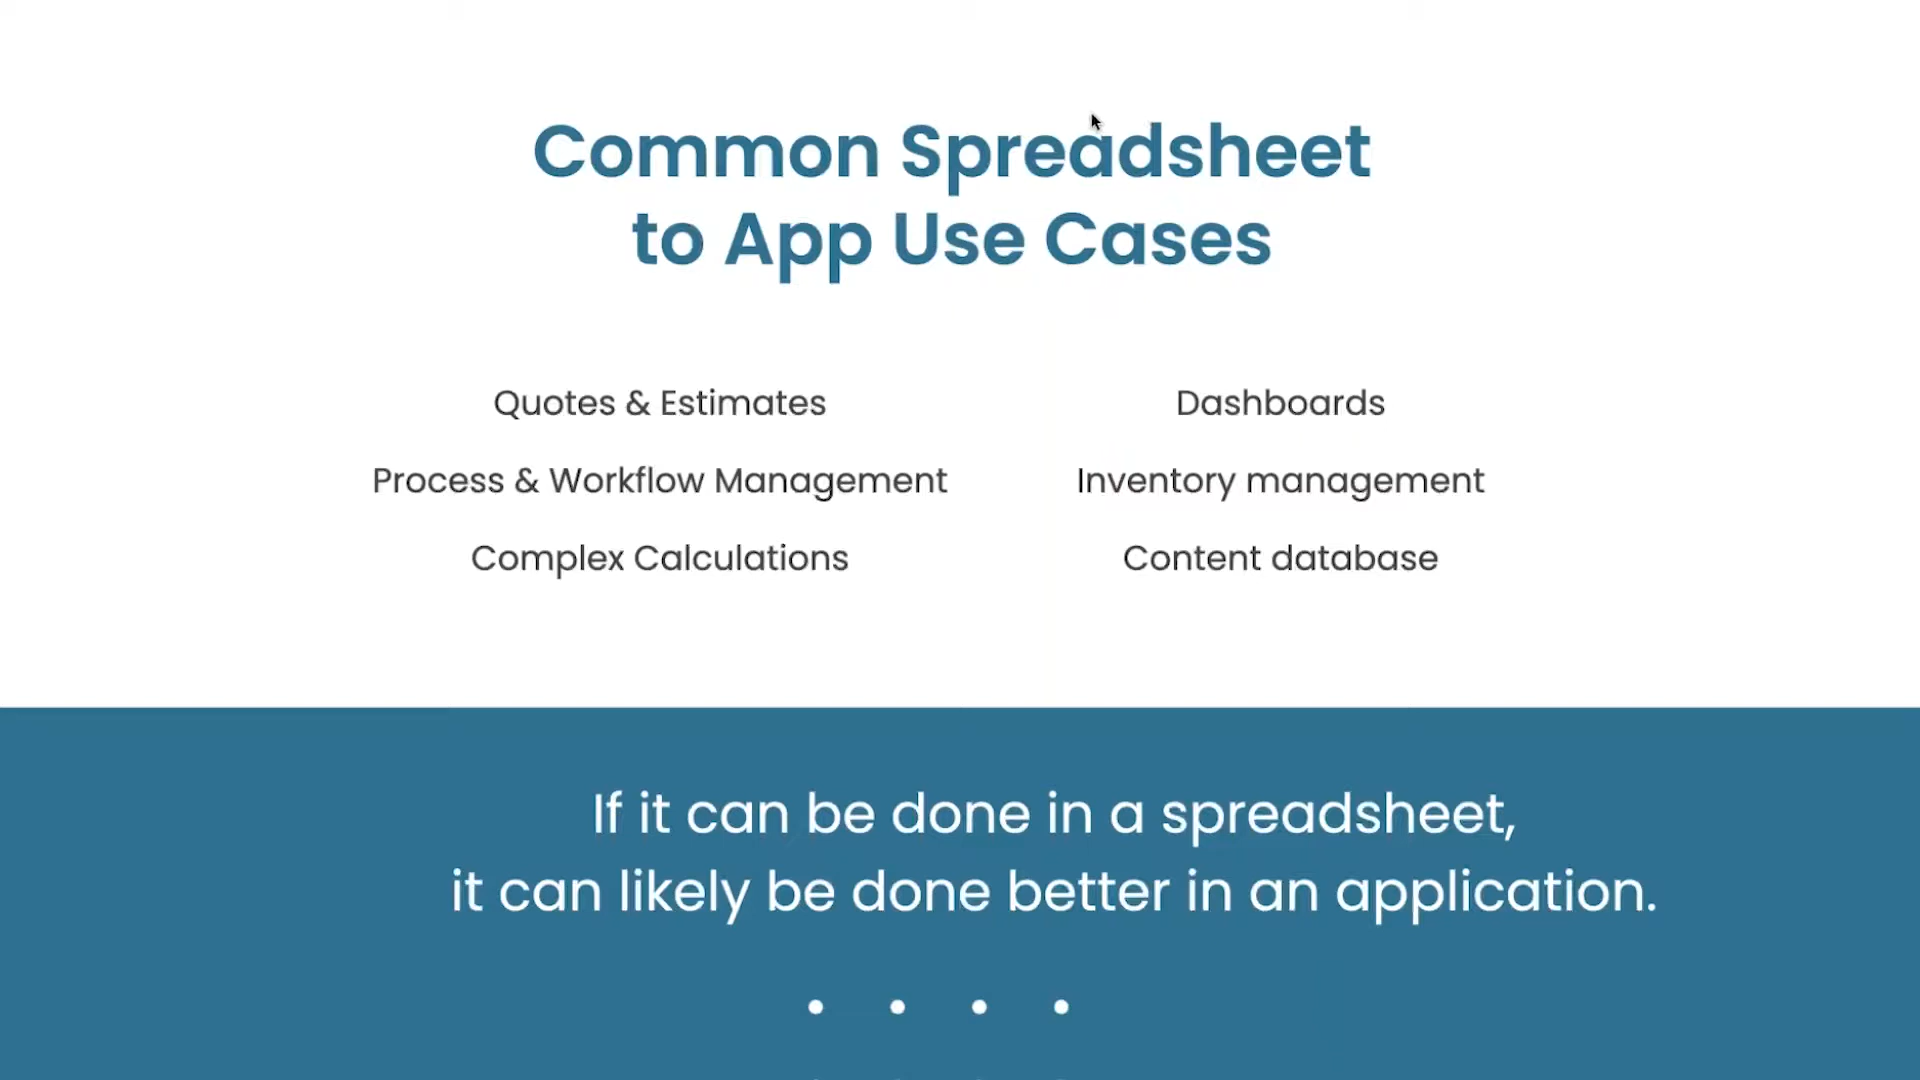 Common Spreadsheet
to App Use Cases
Quotes & Estimates
Process & Workflow Management
Complex Calculations
Dashboards
Inventory management
Content database
If it can be done in a spreadsheet,
it can likely be done better in an application.